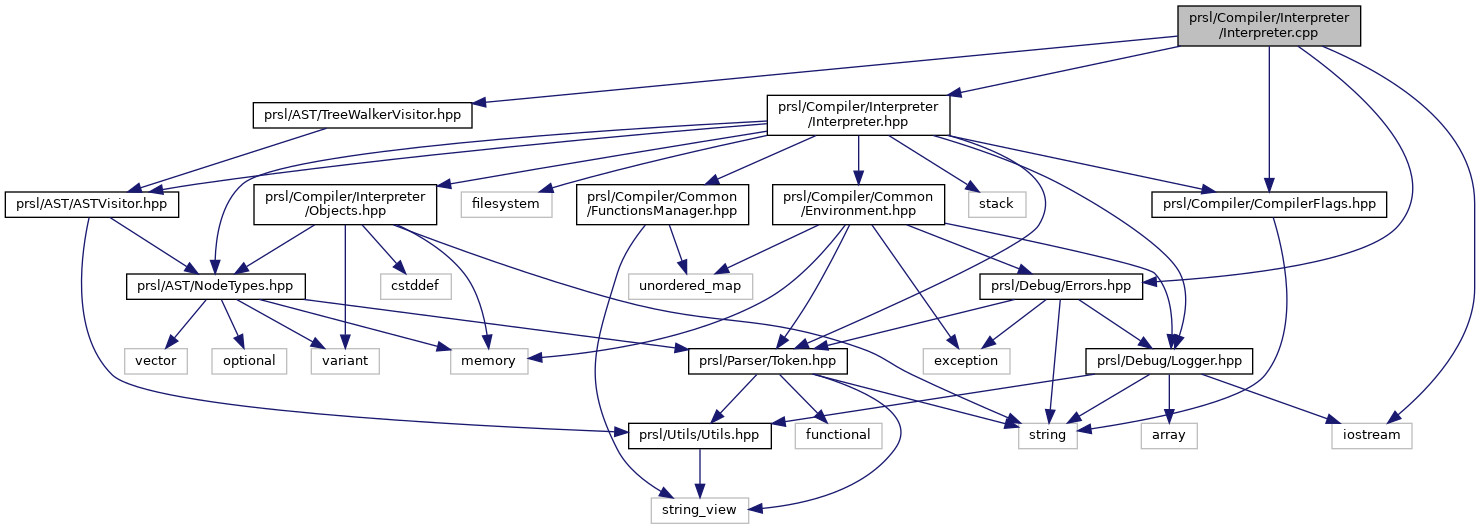 prsl/Compiler/Interpreter
/Interpreter.cpp
prsl/AST/TreeWalkerVisitor.hpp
prsl/Compiler/Interpreter
/Interpreter.hpp
prsl/AST/ASTVisitor.hpp
prsl/Compiler/Interpreter
/Objects.hpp
filesystem
prsl/Compiler/Common
/FunctionsManager.hpp
prsl/Compiler/Common
/Environment.hpp
stack
prsl/Compiler/CompilerFlags.hpp
prsl/AST/NodeTypes.hpp
cstddef
unordered_map
prsl/Debug/Errors.hpp
vector
optional
variant
memory
prsl/Parser/Token.hpp
exception
prsl/Debug/Logger.hpp
prsl/Utils/Utils.hpp
functional
string
array
iostream
string_view